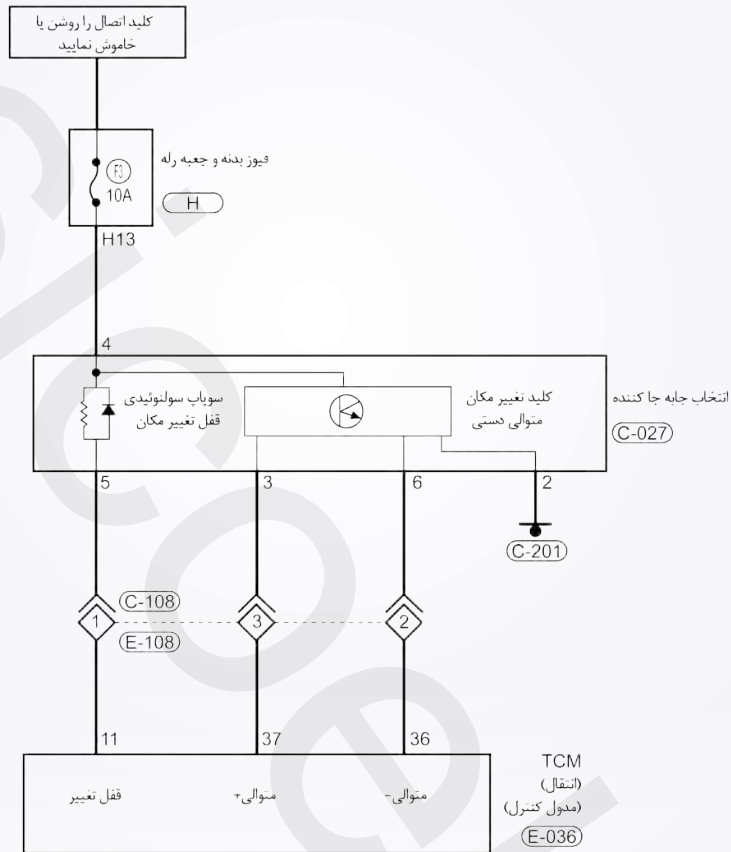 کلید اتصال را روشن یا
خاموش نمایید
فیوز بدنه و جعبه رله
F3
10A
H
H13
4
سوپاپ سولنوئیدی
قفل تغییر مکان
کلید تغییر مکان
متوالی دستی
انتخاب جابه جا کننده
C-027
5
3
6
2
C-201
C-108
1
3
2
E-108
11
37
36
قفل تغییر
متوالی+
متوالی-
TCM
(انتقال)
(مدول کنترل)
E-036